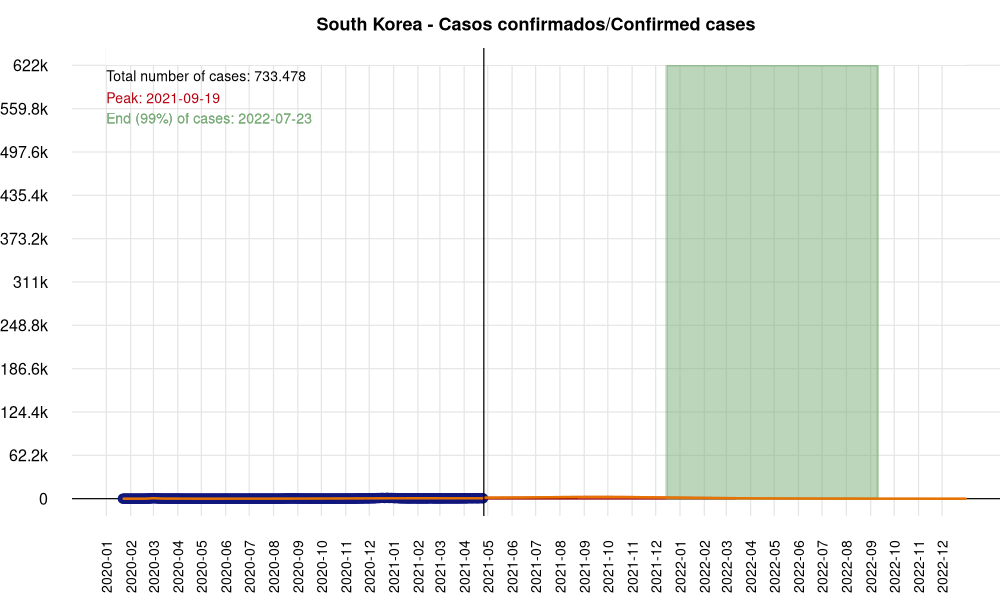 South Korea - Casos confirmados/Confirmed cases
622k
559.8k
497.6k
435.4k
373.2k
311k
248.8k
186.6k
124.4k
62.2k
0
Total number of cases: 733.478
Peak: 2021-09-19
End (99%) of cases: 2022-07-23
2020-01
2020-02
2020-03
2020-04
2020-05
2020-06
2020-07
2020-08
2020-09
2020-10
2020-11
2020-12
2021-01
2021-02
2021-03
2021-04
2021-05
2021-06
2021-07
2021-08
2021-09
2021-10
2021-11
2021-12
2022-01
2022-02
2022-03
2022-04
2022-05
2022-06
2022-07
2022-08
2022-09
2022-10
2022-11
2022-12